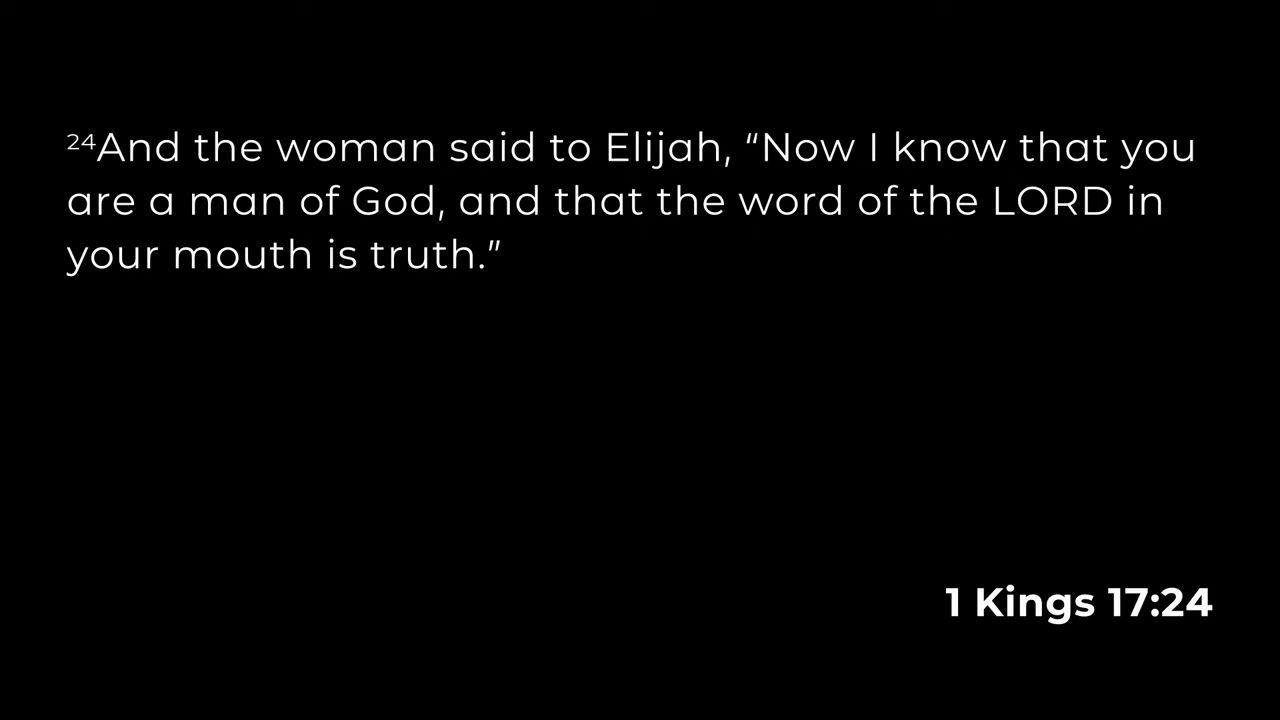 24And the woman said to Elijah, “Now I know that you
are a man of God, and that the word of the LORD in
your mouth is truth.”
1 Kings 17:24